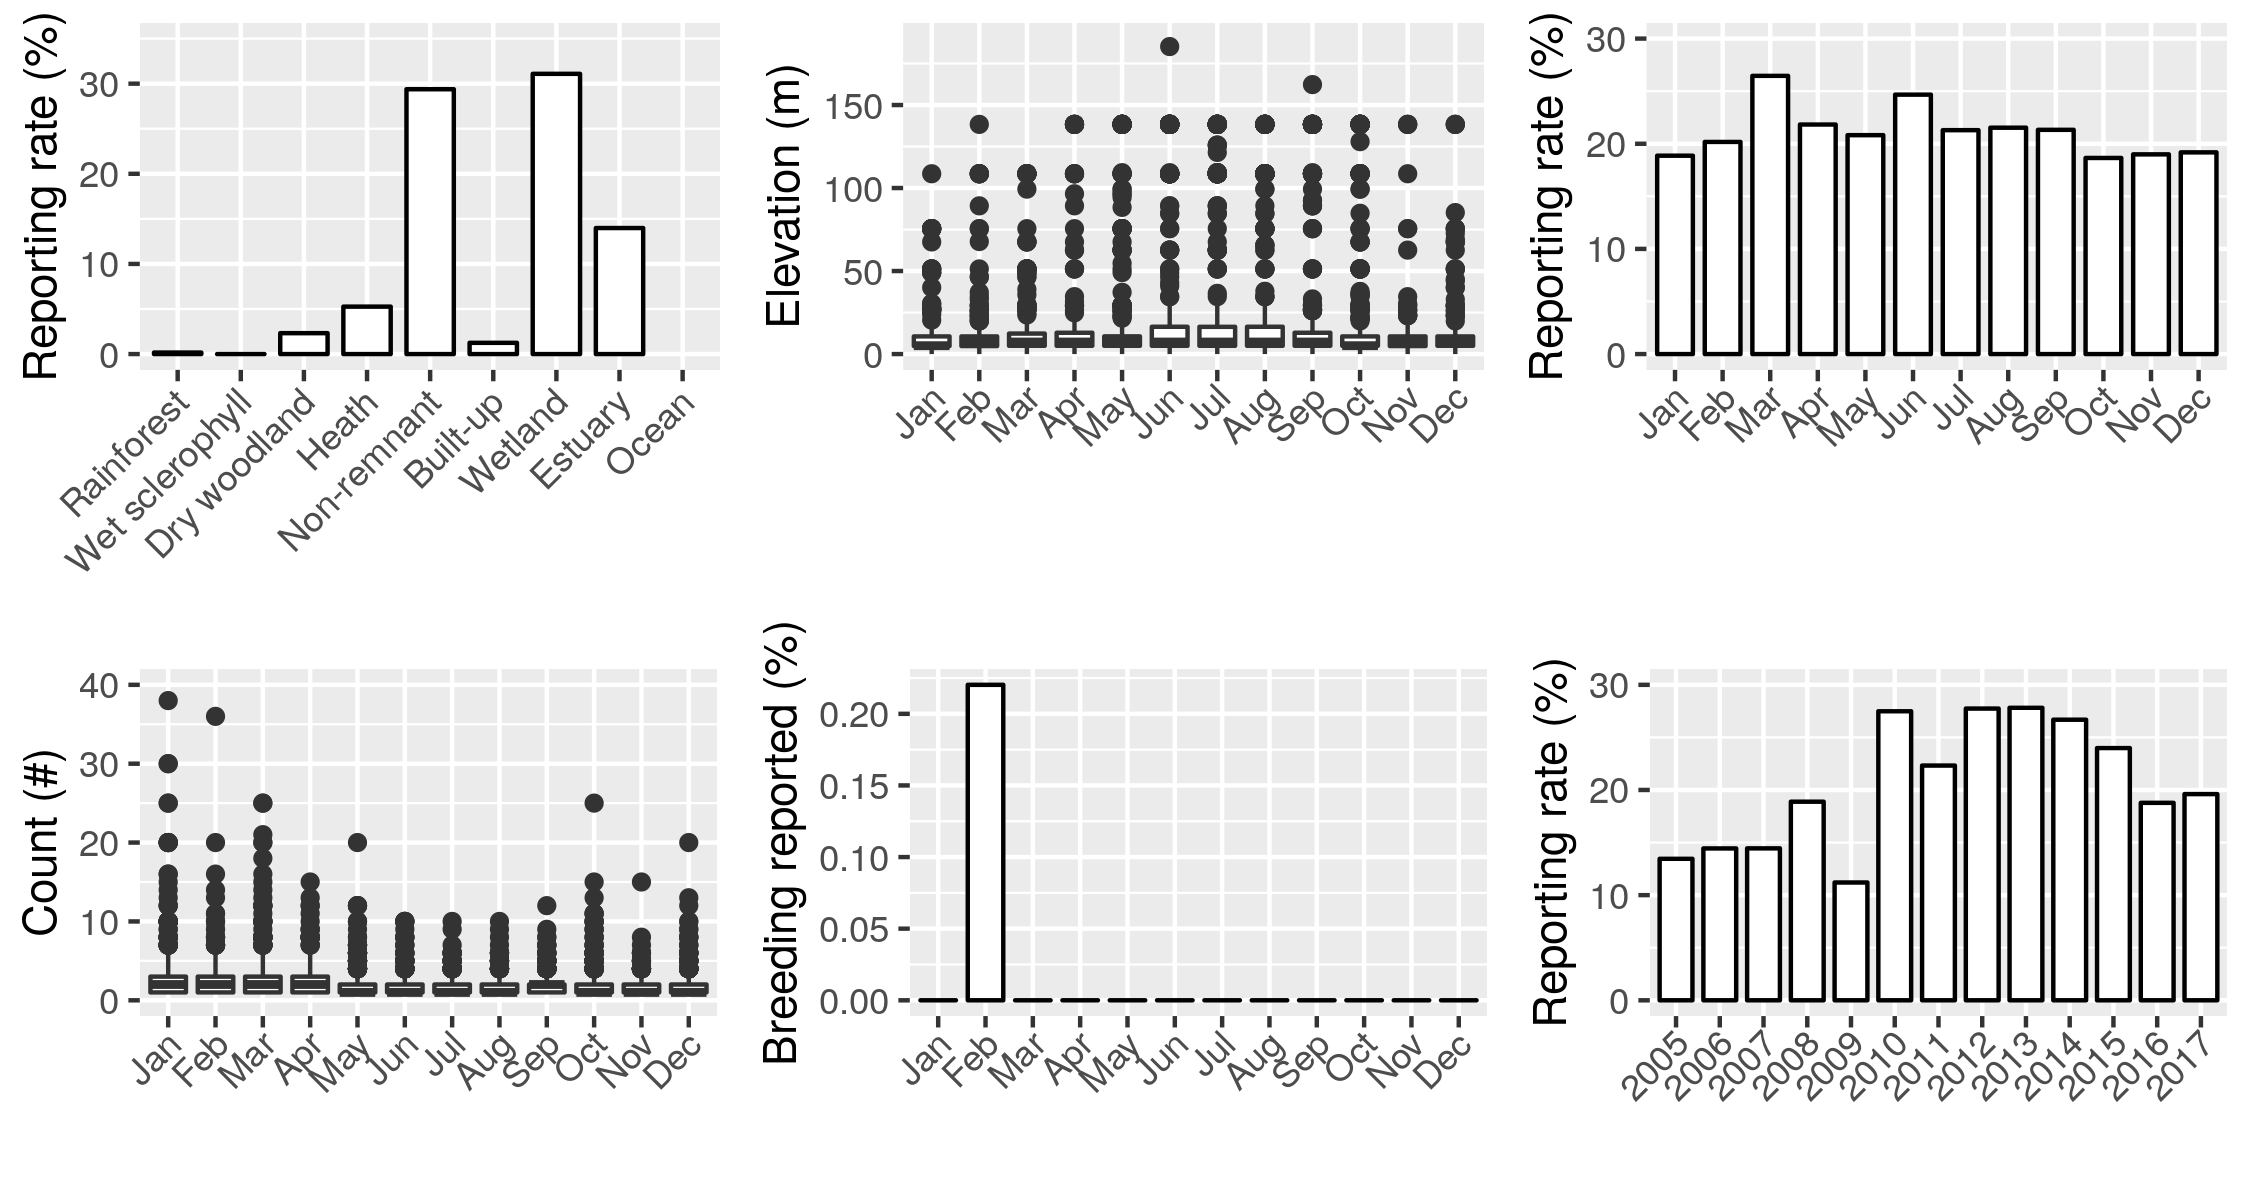 Reporting rate (%)
30
20
10
0
Rainforest
Wet sclerophyll
Dry woodland
Heath
Non-remnant
Built-up
Wetland
Estuary
Ocean
Elevation (m)
150
100
50
0
Jan
Feb
Mar
Apr
May
Jun
Jul
Aug
Sep
Oct
Nov
Dec
Reporting rate (%)
30
20
10
0
Jan
Feb
Mar
Apr
May
Jun
Jul
Aug
Sep
Oct
Nov
Dec
Count (#)
40
30
20
10
0
Jan
Feb
Mar
Apr
May
Jun
Jul
Aug
Sep
Oct
Nov
Dec
Breeding reported (%)
0.20
0.15
0.10
0.05
0.00
Jan
Feb
Mar
Apr
May
Jun
Jul
Aug
Sep
Oct
Nov
Dec
Reporting rate (%)
30
20
10
0
2005
2006
2007
2008
2009
2010
2011
2012
2013
2014
2015
2016
2017